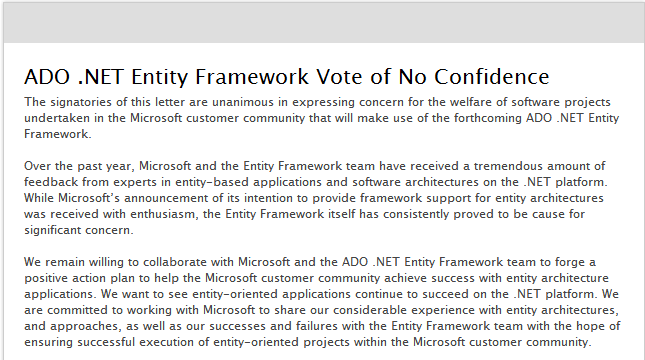 ADO .NET Entity Framework Vote of No Confidence
The signatories of this letter are unanimous in expressing concern for the welfare of software projects
undertaken in the Microsoft customer community that will make use of the forthcoming ADO .NET Entity
Framework.
Over the past year, Microsoft and the Entity Framework team have received a tremendous amount of
feedback from experts in entity-based applications and software architectures on the .NET platform.
While Microsoft's announcement of its intention to provide framework support for entity architectures
was received with enthusiasm, the Entity Framework itself has consistently proved to be cause for
significant concern.
We remain willing to collaborate with Microsoft and the ADO .NET Entity Framework team to forge a
positive action plan to help the Microsoft customer community achieve success with entity architecture
applications. We want to see entity-oriented applications continue to succeed on the .NET platform. We
are committed to working with Microsoft to share our considerable experience with entity architectures,
and approaches, as well as our successes and failures with the Entity Framework team with the hope of
ensuring successful execution of entity-oriented projects within the Microsoft customer community.